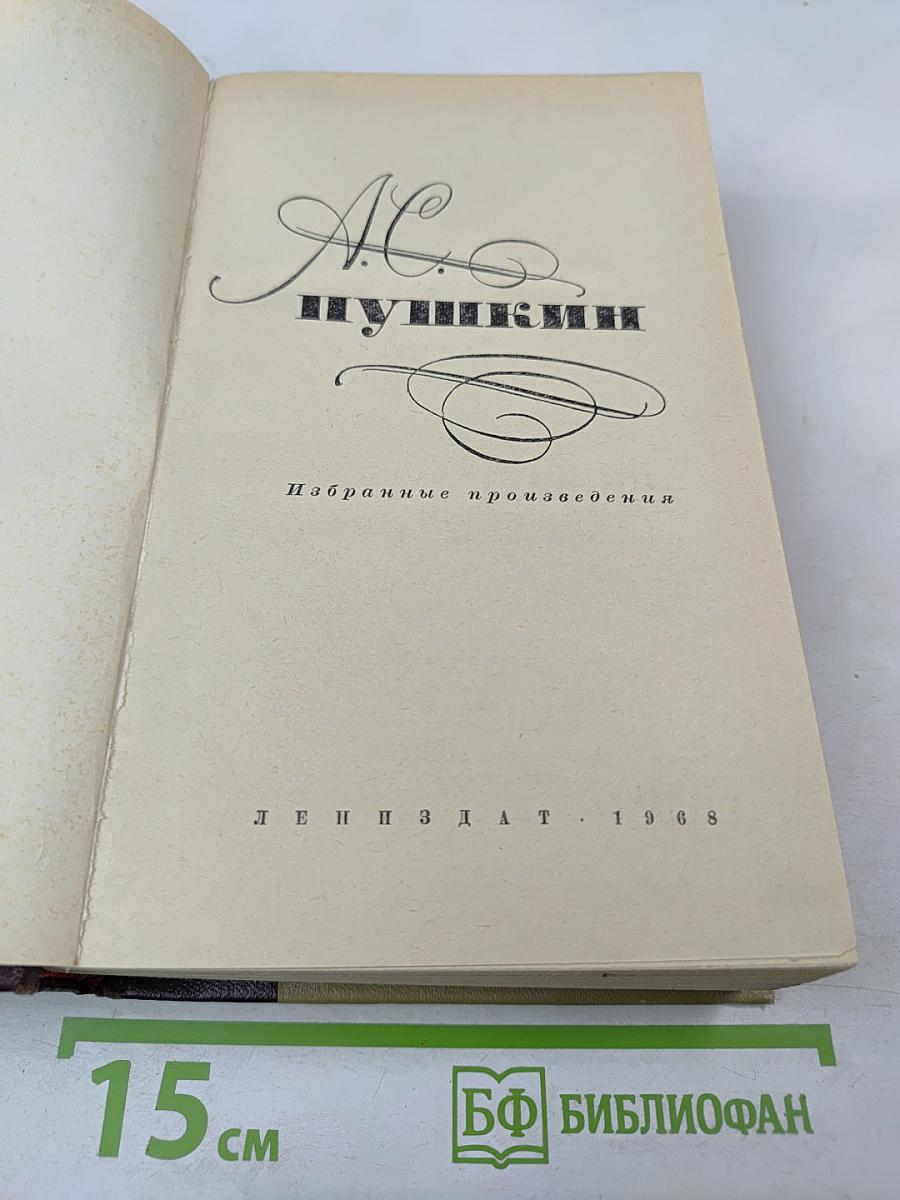 А. С.
ПУШКИН
Избранные произведения
ЛЕНИЗДАТ · 1968
15 см
БФ БИБЛИОФАН